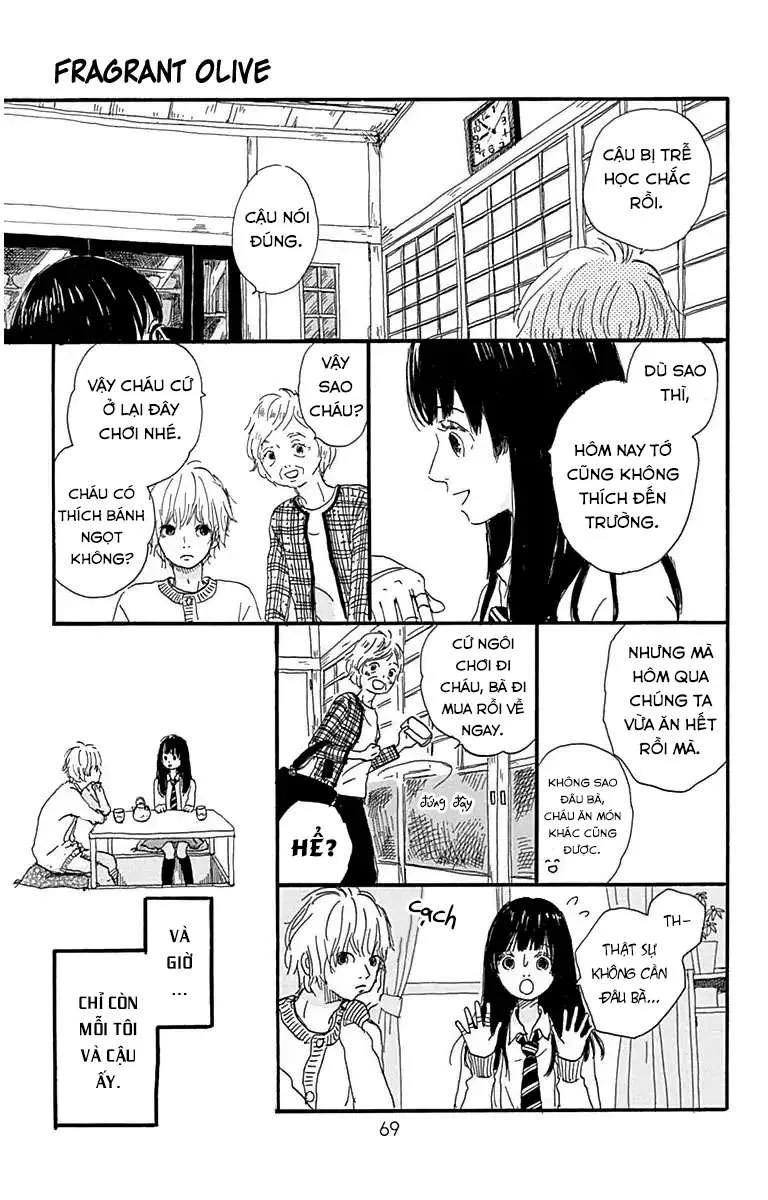 FRAGRANT OLIVE
CẬU BỊ TRỄ
HỌC CHẮC
RỒI.
CẬU NÓI
ĐÚNG.
DÙ SAO
THÌ,
HÔM NAY TỚ
CŨNG KHÔNG
THÍCH ĐẾN
TRƯỜNG.
VẬY
SAO
CHÁU?
VẬY CHÁU CỨ
Ở LẠI ĐÂY
CHƠI NHÉ.
CHÁU CÓ
THÍCH BÁNH
NGỌT
KHÔNG?
NHƯNG MÀ
HÔM QUA
CHÚNG TA
VỪA ĂN HẾT
RỒI MÀ.
KHÔNG SAO
ĐÂU BÀ,
CHÁU ĂN MÓN
KHÁC CŨNG
ĐƯỢC.
CỨ NGÔI
CHƠI ĐI
CHÁU, BÀ ĐI
MUA RỒI VỀ
NGAY.
đứng dậy
HỂ?
TH-
THẬT SỰ
KHÔNG CẦN
ĐÂU BÀ...
cạch
VÀ
GIỜ
...
CHỈ CÒN
MỖI TÔI
VÀ CẬU
ẤY.
69